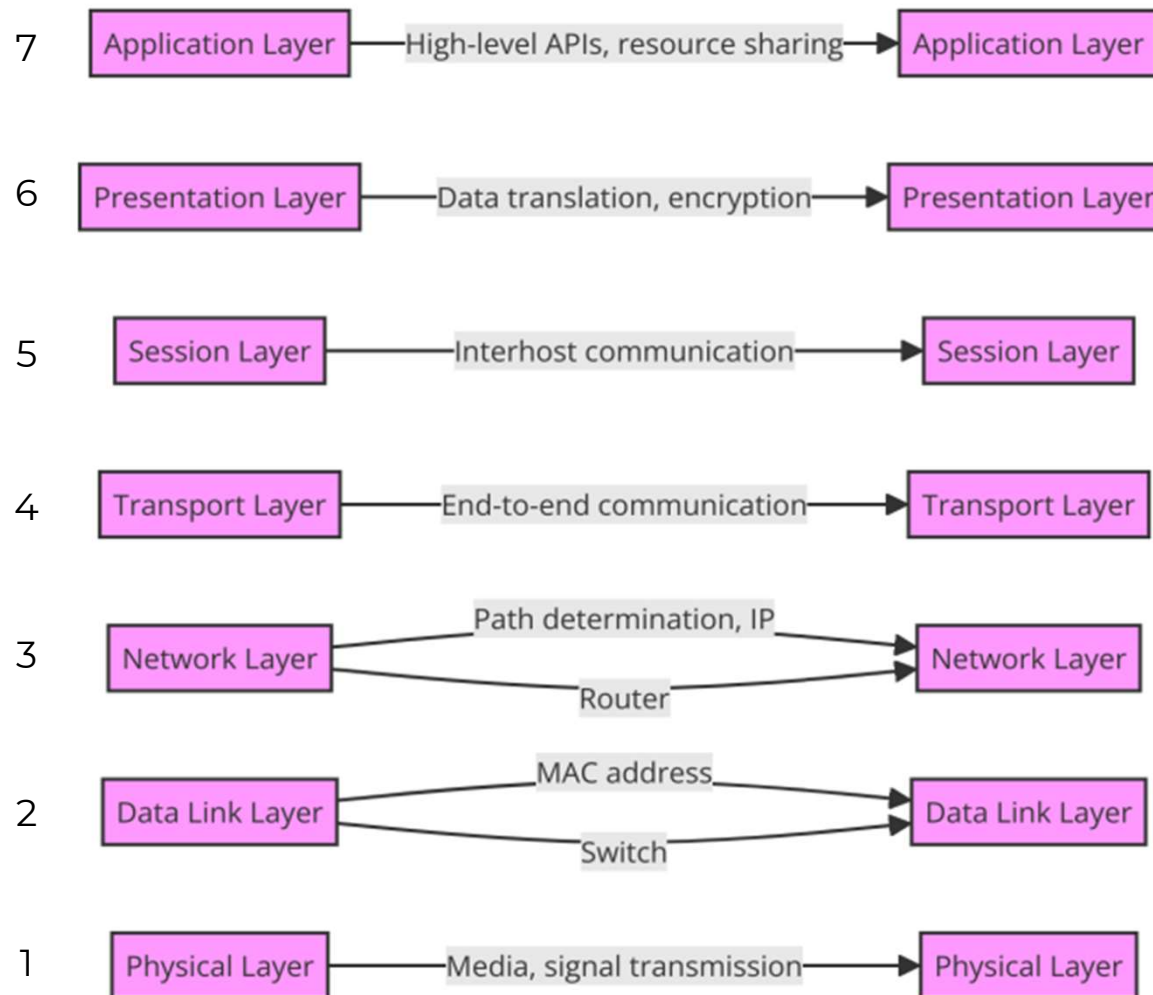 7
Application Layer
High-level APIs, resource sharing
Application Layer
6
Presentation Layer
Data translation, encryption
Presentation Layer
5
Session Layer
Interhost communication
Session Layer
4
Transport Layer
End-to-end communication
Transport Layer
3
Network Layer
Path determination, IP
Router
Network Layer
2
Data Link Layer
MAC address
Switch
Data Link Layer
1
Physical Layer
Media, signal transmission
Physical Layer